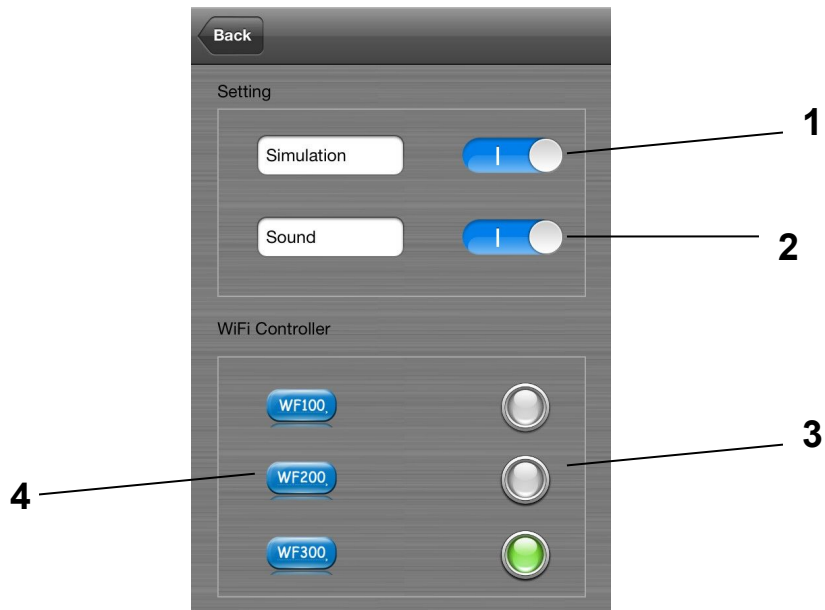 Back
Setting
1
Simulation
Sound
2
WiFi Controller
WF100
3
WF200
4
WF300